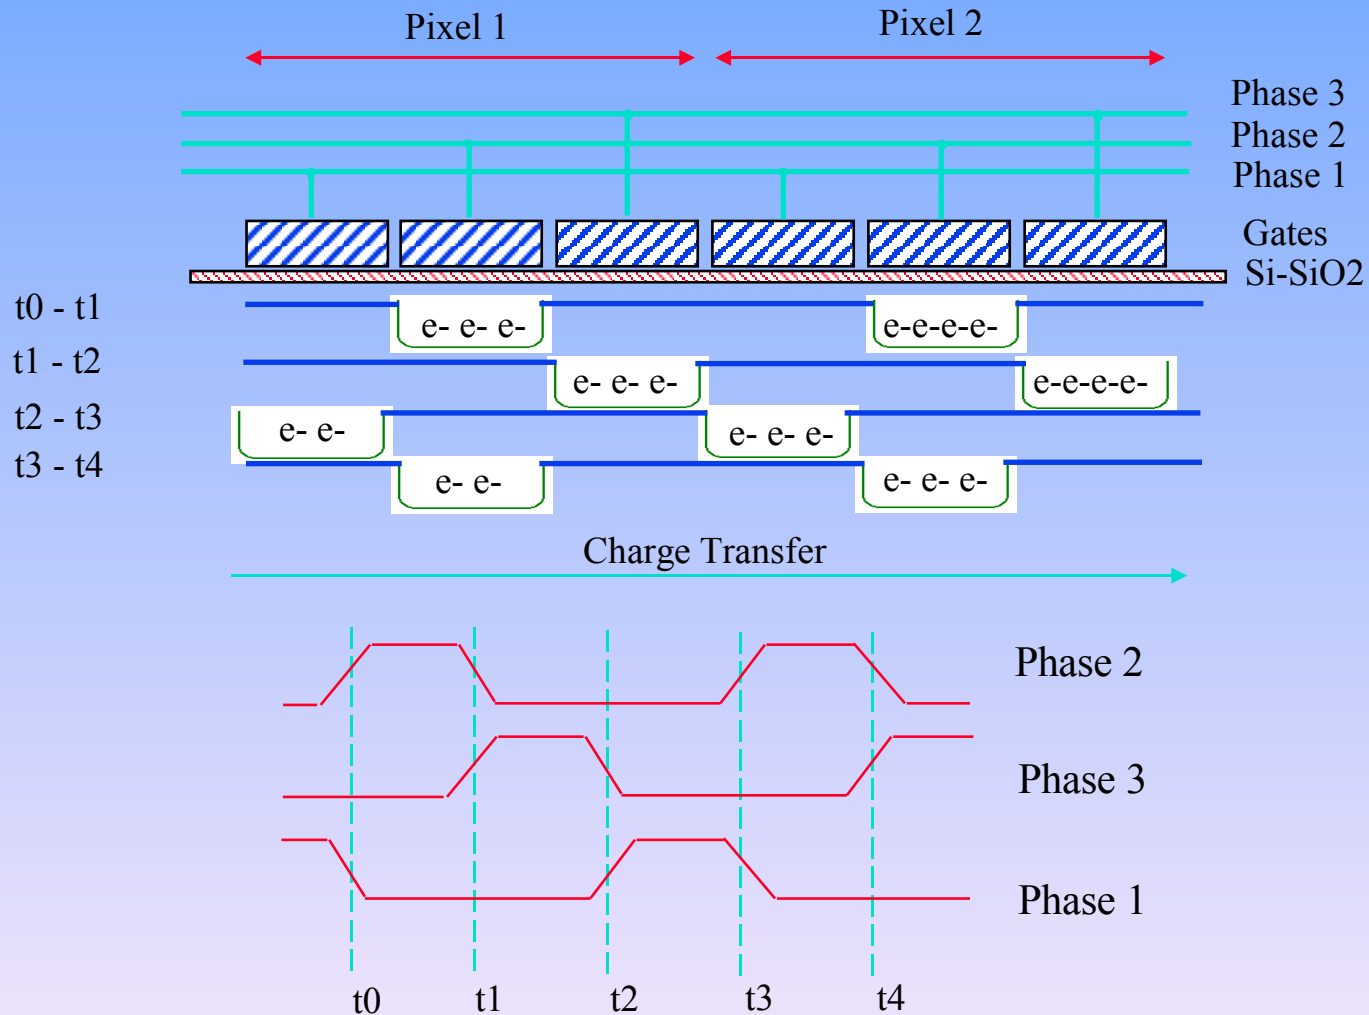 Pixel 1
Pixel 2
Phase 3
Phase 2
Phase 1
Gates
Si-SiO2
t0 - t1
e- e- e-
e-e-e-e-
t1 - t2
e- e- e-
e-e-e-e-
t2 - t3
e- e-
e- e- e-
t3 - t4
e- e-
e- e- e-
Charge Transfer
Phase 2
Phase 3
Phase 1
t0
t1
t2
t3
t4